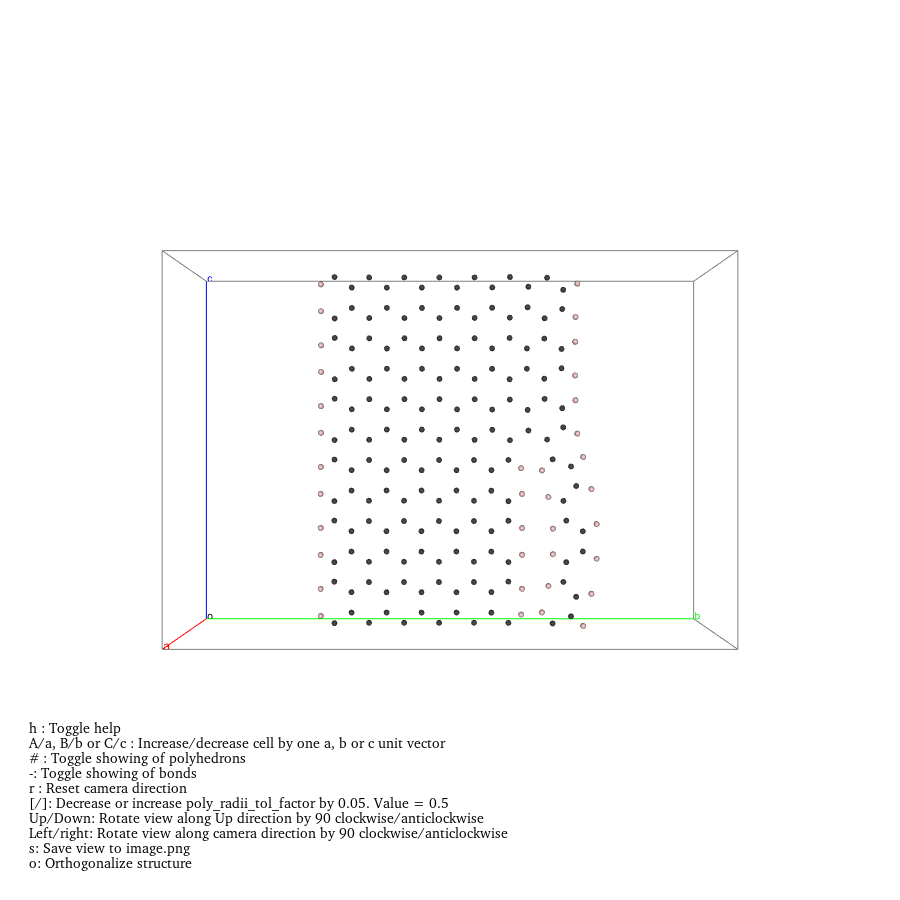 c
o
b
a
h : Toggle help
A/a, B/b or C/c : Increase/decrease cell by one a, b or c unit vector
# : Toggle showing of polyhedrons
-: Toggle showing of bonds
r : Reset camera direction
[/]: Decrease or increase poly_radii_tol_factor by 0.05. Value = 0.5
Up/Down: Rotate view along Up direction by 90 clockwise/anticlockwise
Left/right: Rotate view along camera direction by 90 clockwise/anticlockwise
s: Save view to image.png
o: Orthogonalize structure